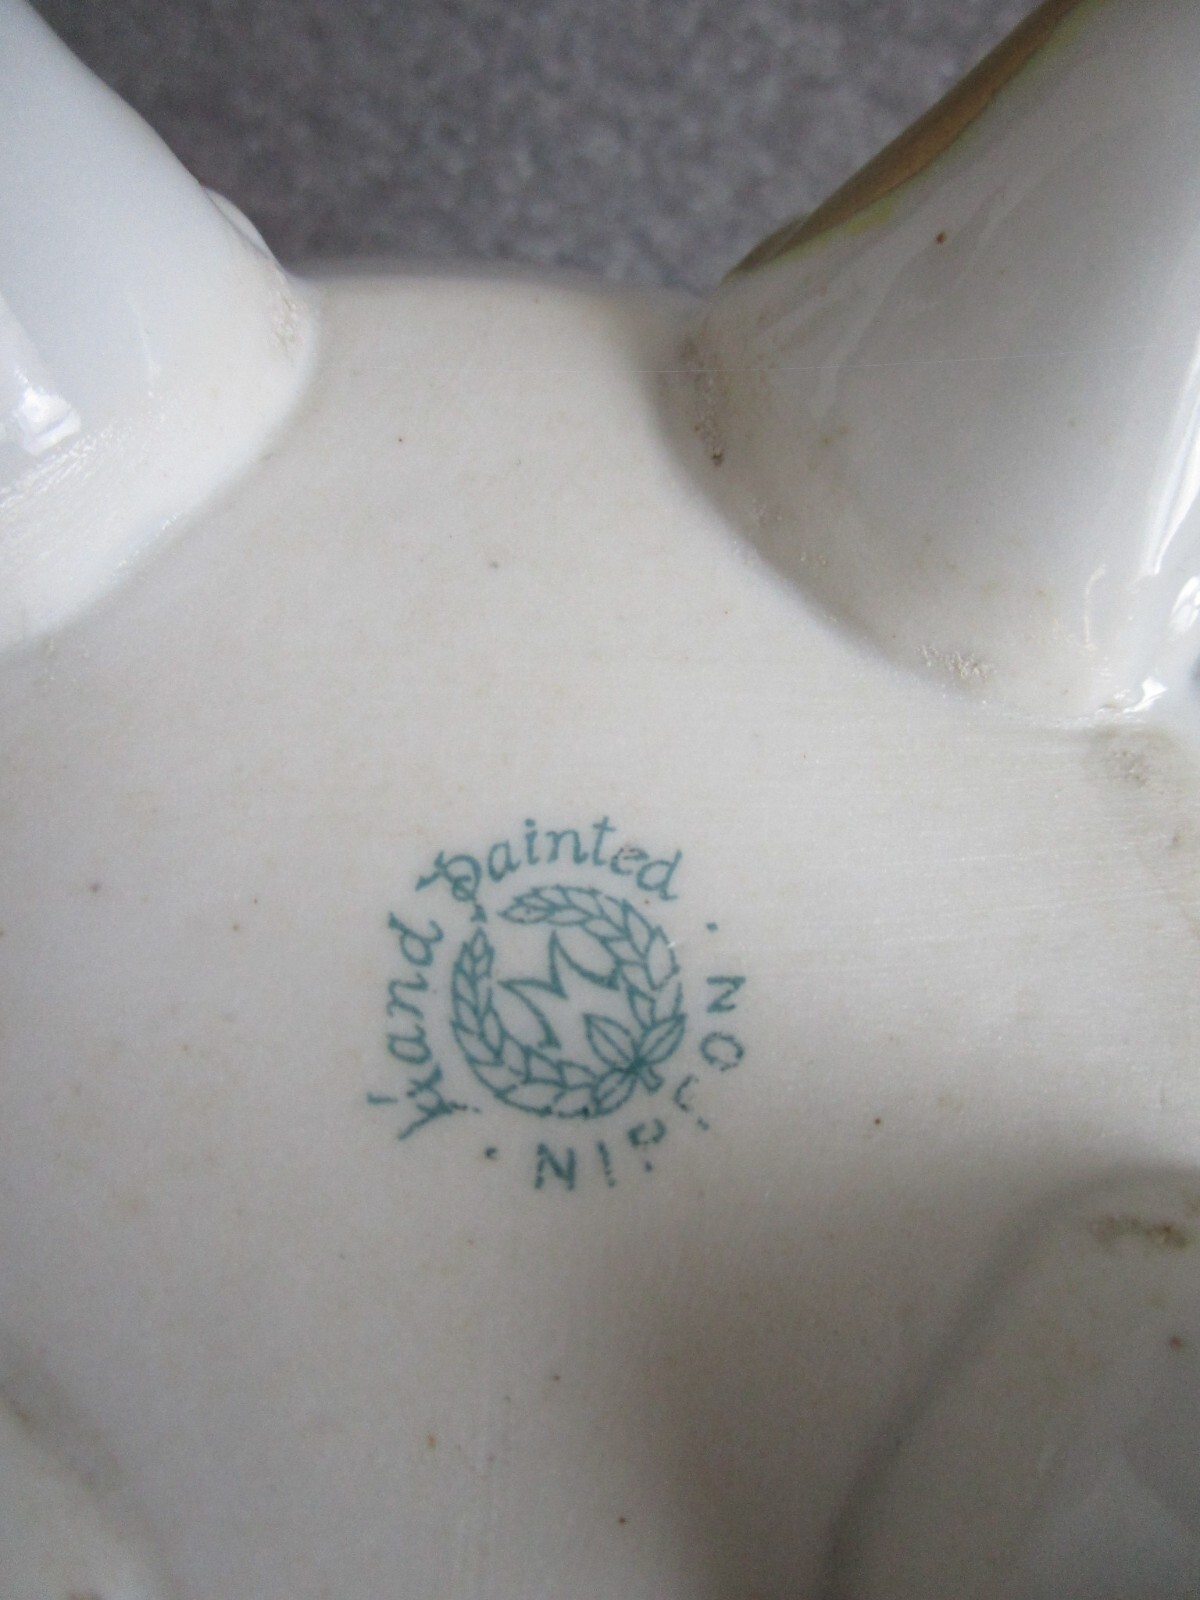 Hand Painted
· NIPPON ·
M